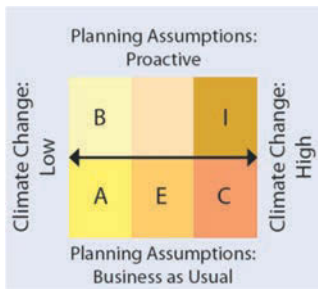 Planning Assumptions:
Proactive
Climate Change:
Low
B
I
A
E
C
Climate Change:
High
Planning Assumptions:
Business as Usual